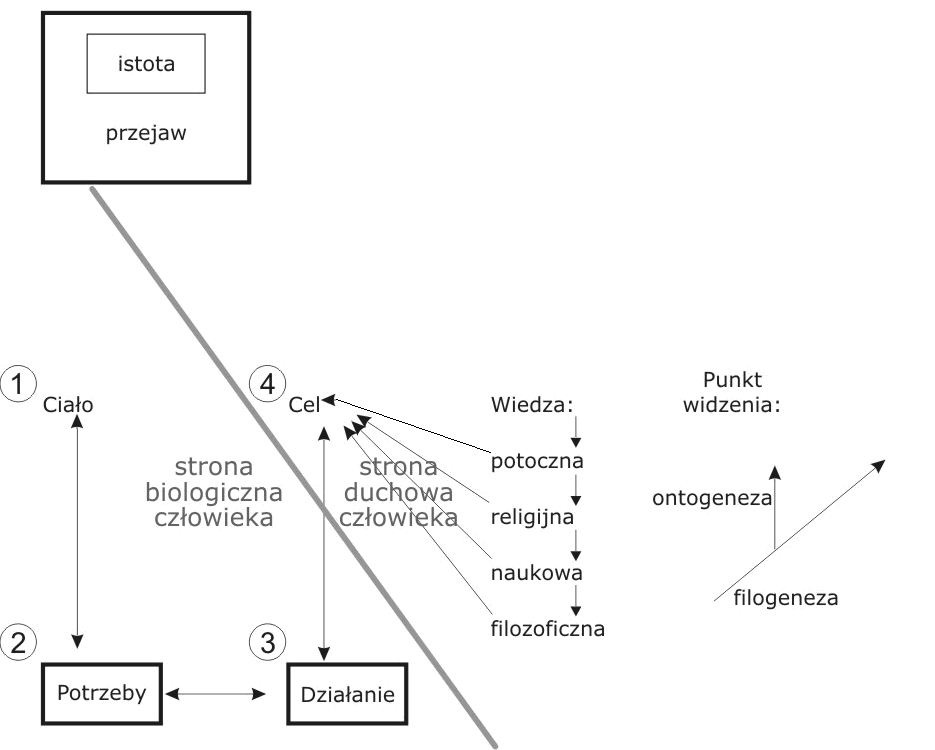 istota
przejaw
1
Ciało
4
Cel
Wiedza:
potoczna
religijna
naukowa
filozoficzna
Punkt
widzenia:
ontogeneza
filogeneza
strona
biologiczna
człowieka
strona
duchowa
człowieka
2
Potrzeby
3
Działanie